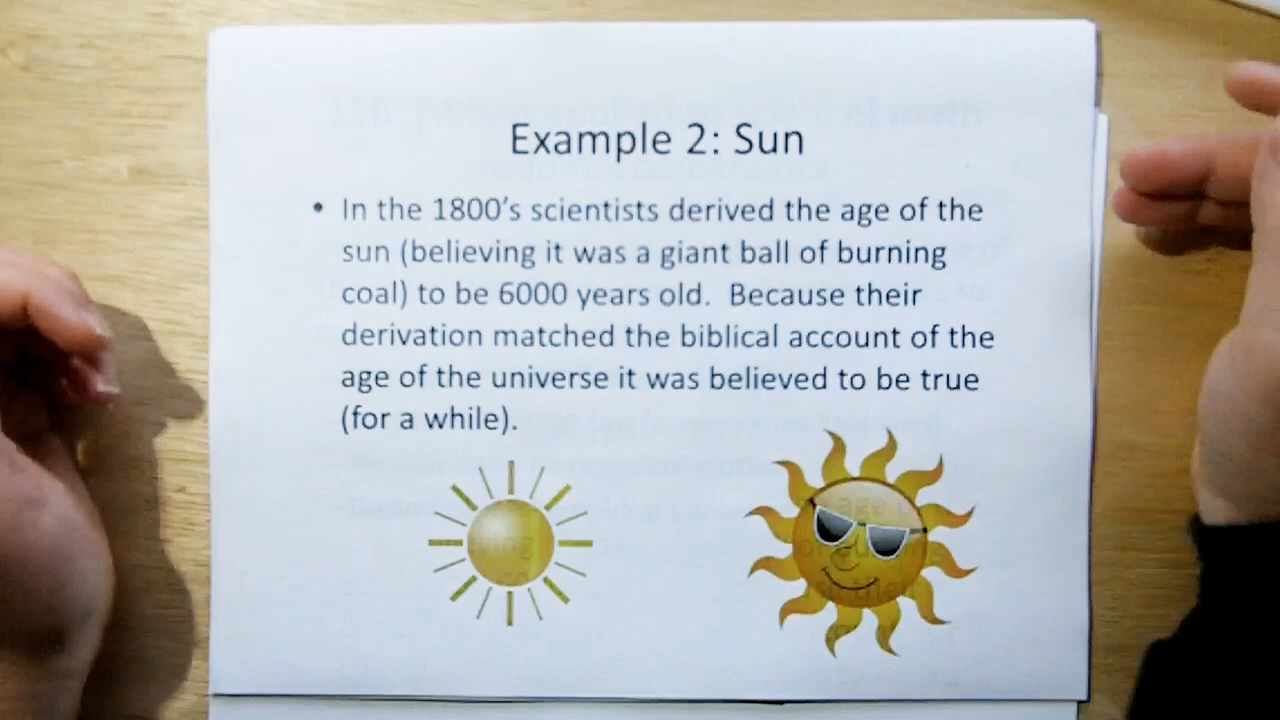 Example 2: Sun
• In the 1800's scientists derived the age of the
sun (believing it was a giant ball of burning
coal) to be 6000 years old. Because their
derivation matched the biblical account of the
age of the universe it was believed to be true
(for a while).